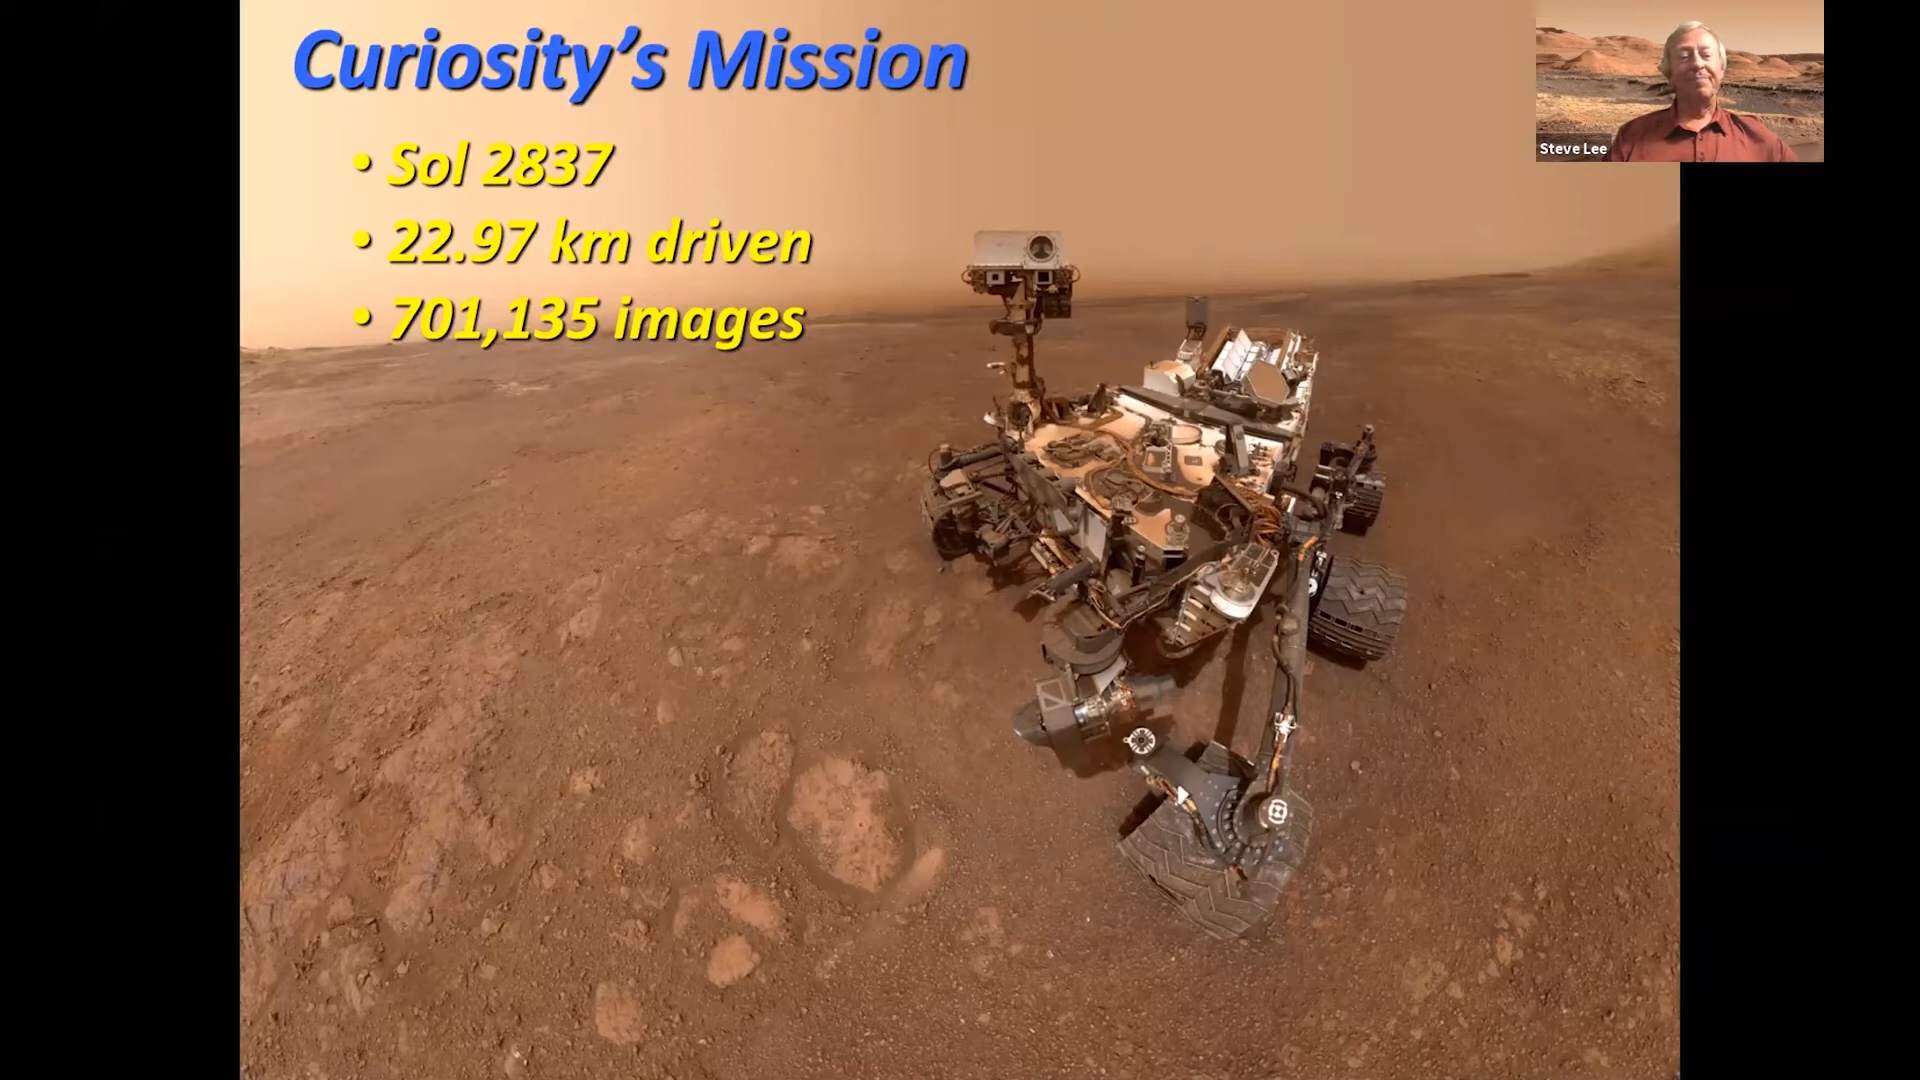 Curiosity’s Mission
• Sol 2837
• 22.97 km driven
• 701,135 images
Steve Lee